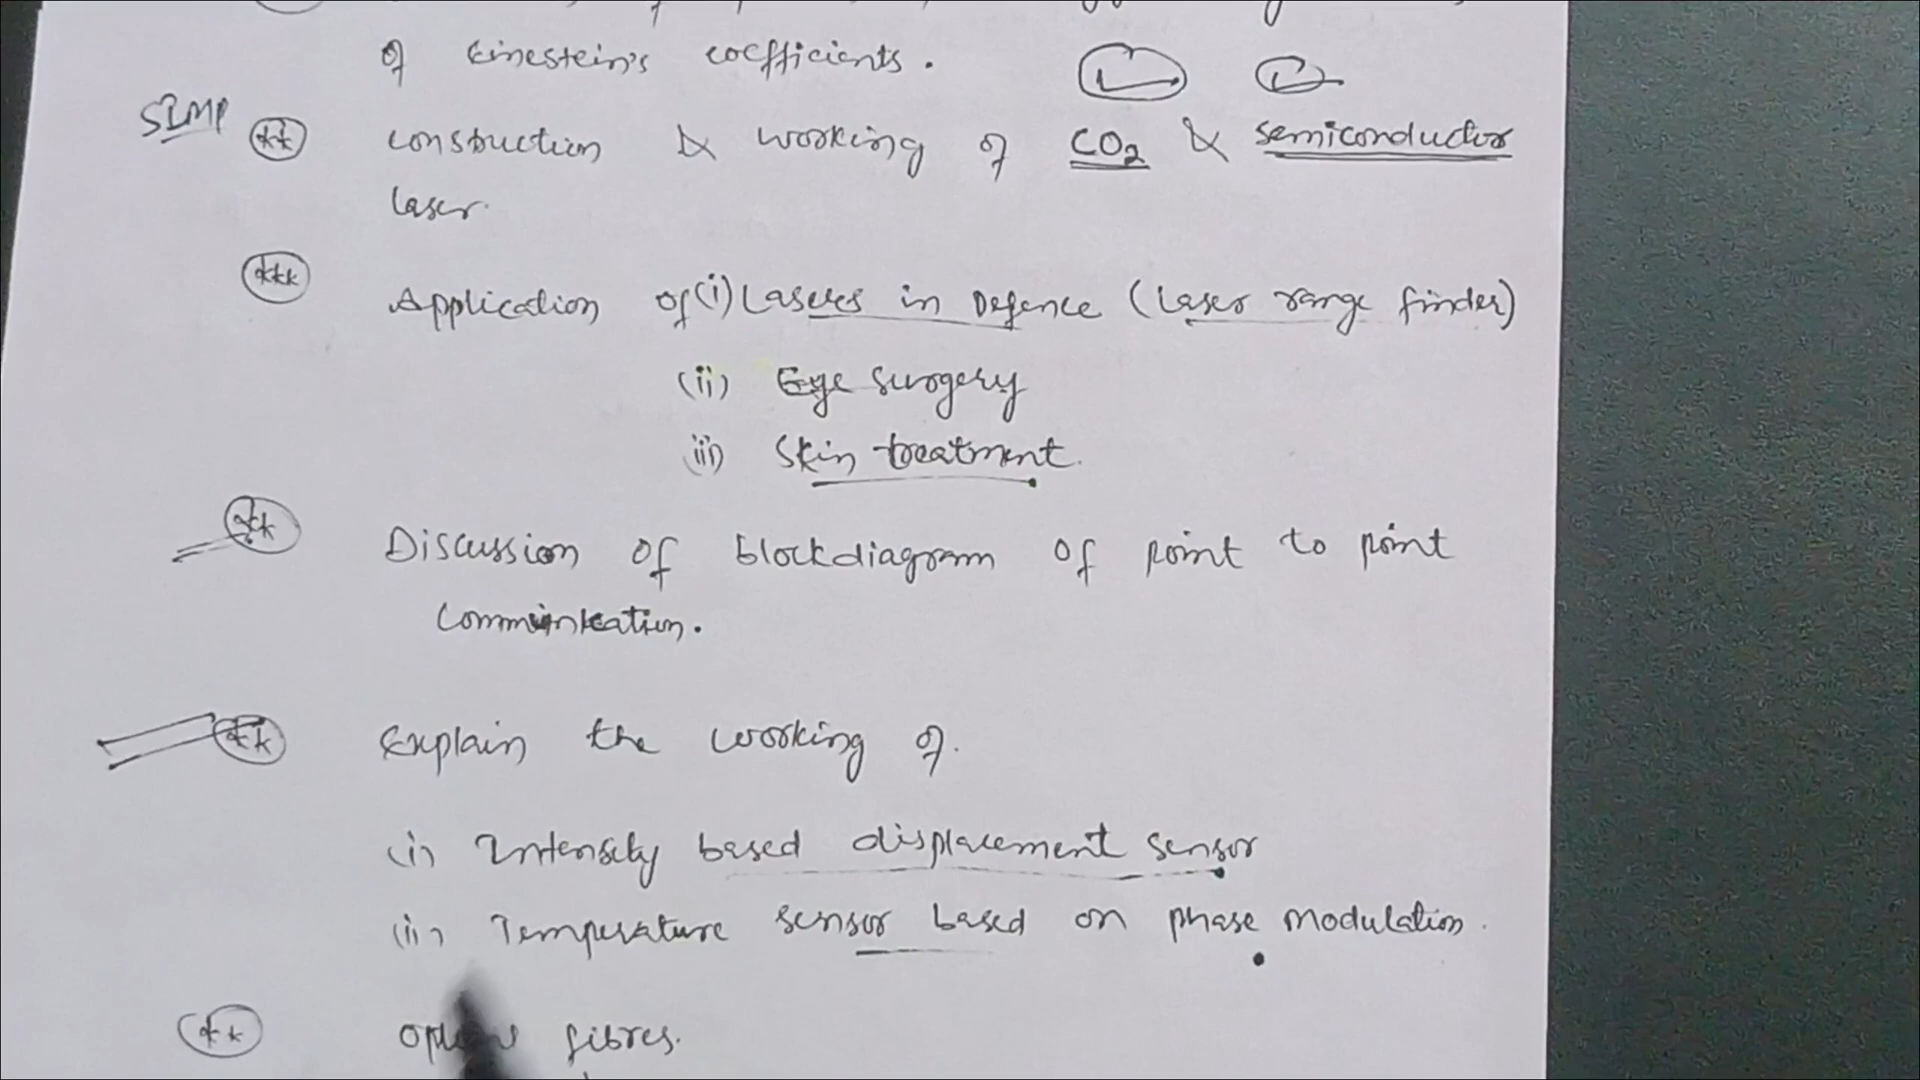 of Einestein's coefficients.
SIMP ** construction & working of CO2 & semiconductor
laser.
*** Application of (i) Lasers in Defence (Laser range finder)
(ii) Eye surgery
iii) Skin treatment.
** Discussion of blockdiagram of point to point
communication.
** Explain the working of.
(i) Intensity based displacement sensor
(ii) Temperature sensor based on phase modulation.
** fibres.